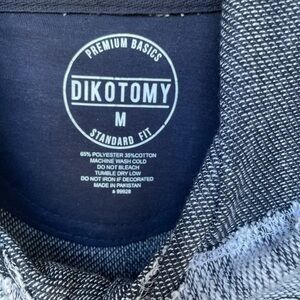 PREMIUM BASICS
DIKOTOMY
M
STANDARD FIT
65% POLYESTER 35%COTTON
MACHINE WASH COLD
DO NOT BLEACH
TUMBLE DRY LOW
DO NOT IRON IF DECORATED
MADE IN PAKISTAN
a 99928